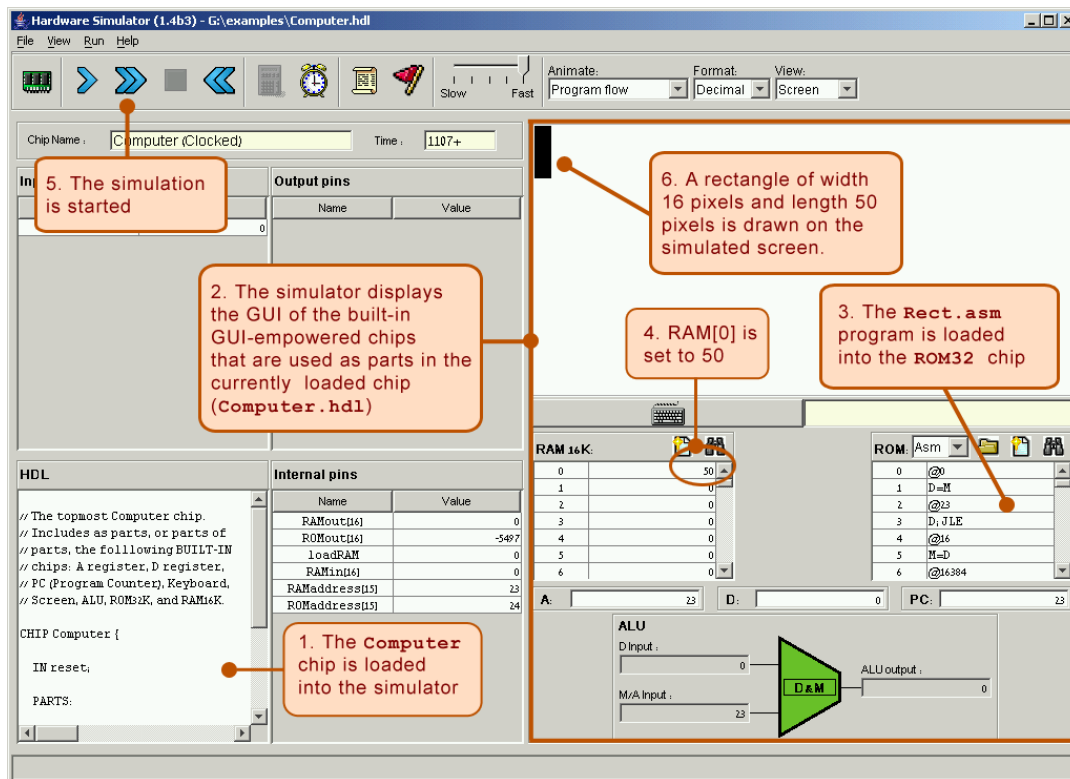 Hardware Simulator (1.4b3) - G:\examples\Computer.hdl
File View Run Help
Slow Fast
Animate:
Program flow
Format:
Decimal
View:
Screen
Chip Name : Computer (Clocked) Time : 1107+
5. The simulation
is started
Inp
0
Output pins
Name Value
6. A rectangle of width
16 pixels and length 50
pixels is drawn on the
simulated screen.
2. The simulator displays
the GUI of the built-in
GUI-empowered chips
that are used as parts in the
currently loaded chip
(Computer.hdl)
4. RAM[0] is
set to 50
3. The Rect.asm
program is loaded
into the ROM32 chip
RAM 16K:
0 50
1 0
2 0
3 0
4 0
5 0
6 0
ROM: Asm
0 @0
1 D=M
2 @23
3 D;JLE
4 @16
5 M=D
6 @16384
HDL
// The topmost Computer chip.
// Includes as parts, or parts of
// parts, the folllowing BUILT-IN
// chips: A register, D register,
// PC (Program Counter), Keyboard,
// Screen, ALU, ROM32K, and RAM16K.
CHIP Computer {
IN reset;
PARTS:
Internal pins
Name Value
RAMout[16] 0
ROMout[16] -5497
loadRAM 0
RAMin[16] 0
RAMaddress[15] 23
ROMaddress[15] 24
1. The Computer
chip is loaded
into the simulator
A: 23 D: 0 PC: 23
ALU
D Input :
0
M/A Input :
23
D&M
ALU output :
0